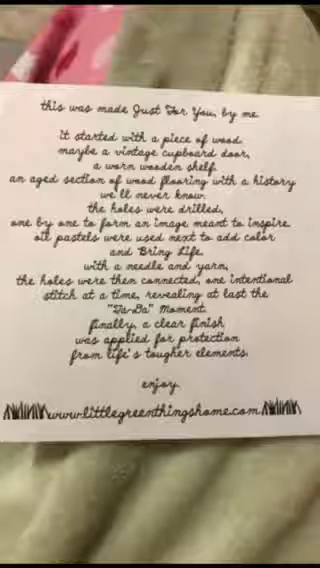 this was made Just For You, by me
it started with a piece of wood.
maybe a vintage cupboard door,
a worn wooden shelf.
an aged section of wood flooring with a history
we'll never know.
the holes were drilled,
one by one to form an image meant to inspire.
oil pastels were used next to add color
and Bring Life.
with a needle and yarn,
the holes were then connected, one intentional
stitch at a time, revealing at last the
"Ta-Da" Moment.
finally, a clear finish
was applied for protection
from life's tougher elements.
enjoy.
www.littlegreenthingshome.com